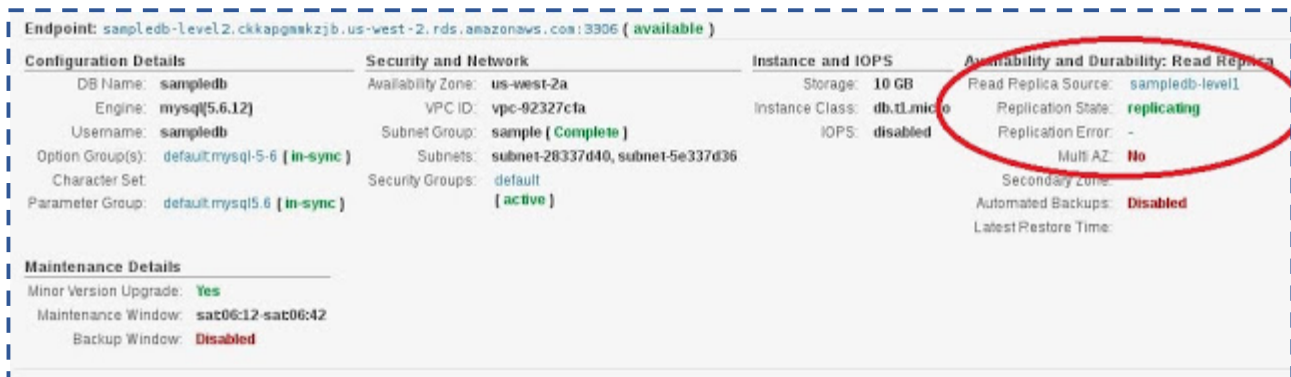 Endpoint: sampledb-level2.ckkapgmmkzjb.us-west-2.rds.amazonaws.com:3306 ( available )
Configuration Details
DB Name: sampledb
Engine: mysql(5.6.12)
Username: sampledb
Option Group(s): default:mysql-5-6 ( in-sync )
Character Set:
Parameter Group: default.mysql5.6 ( in-sync )
Security and Network
Availability Zone: us-west-2a
VPC ID: vpc-92327cfa
Subnet Group: sample ( Complete )
Subnets: subnet-28337d40, subnet-5e337d36
Security Groups: default
( active )
Instance and IOPS
Storage: 10 GB
Instance Class: db.t1.micro
IOPS: disabled
Availability and Durability: Read Replica
Read Replica Source: sampledb-level1
Replication State: replicating
Replication Error: -
Multi AZ: No
Secondary Zone:
Automated Backups: Disabled
Latest Restore Time:
Maintenance Details
Minor Version Upgrade: Yes
Maintenance Window: sat:06:12-sat:06:42
Backup Window: Disabled